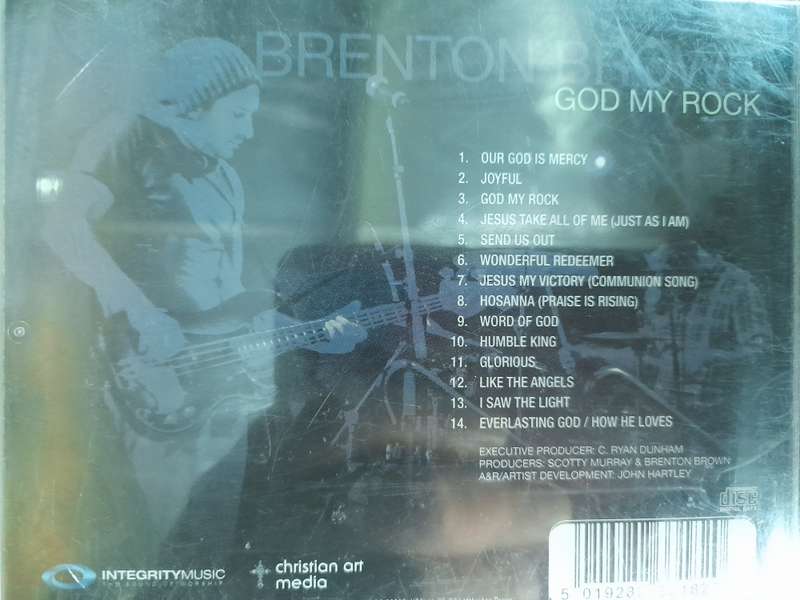 BRENTON BROWN
GOD MY ROCK
1. OUR GOD IS MERCY
2. JOYFUL
3. GOD MY ROCK
4. JESUS TAKE ALL OF ME (JUST AS I AM)
5. SEND US OUT
6. WONDERFUL REDEEMER
7. JESUS MY VICTORY (COMMUNION SONG)
8. HOSANNA (PRAISE IS RISING)
9. WORD OF GOD
10. HUMBLE KING
11. GLORIOUS
12. LIKE THE ANGELS
13. I SAW THE LIGHT
14. EVERLASTING GOD / HOW HE LOVES
EXECUTIVE PRODUCER: C. RYAN DUNHAM
PRODUCERS: SCOTTY MURRAY & BRENTON BROWN
A&R/ARTIST DEVELOPMENT: JOHN HARTLEY
disc
INTEGRITYMUSIC
christian art
media
5 01928